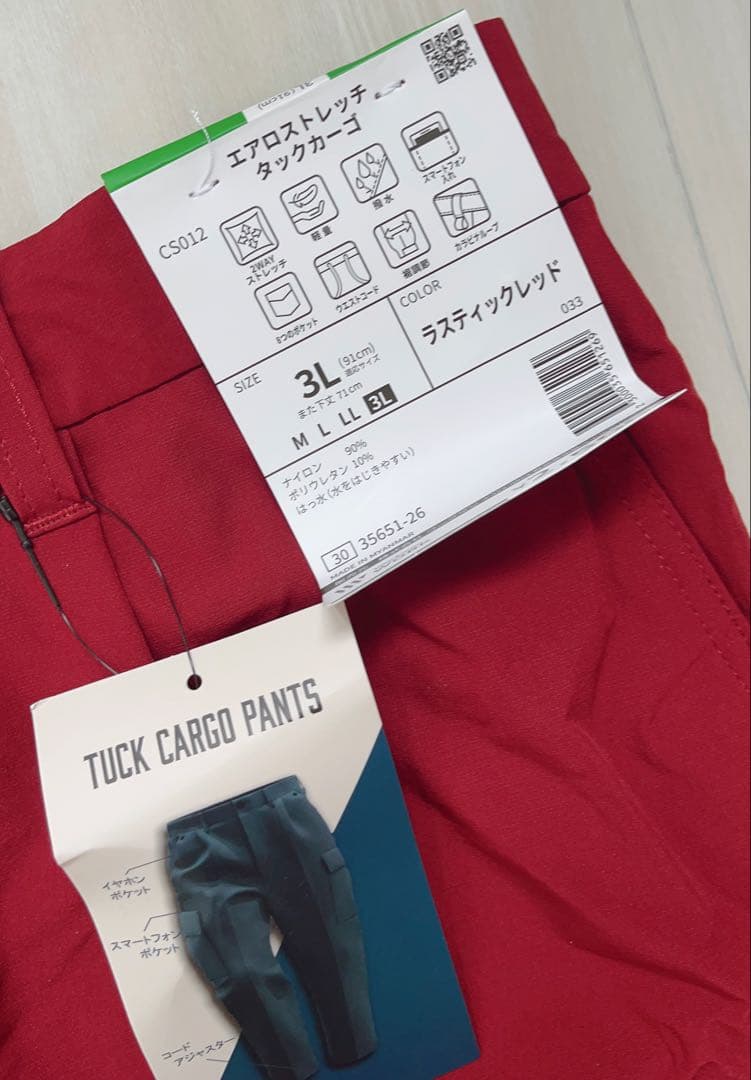 3L (91cm)
エアロストレッチ
タックカーゴ
CS012
2WAY
ストレッチ
軽量
撥水
スマートフォン
入れ
8つのポケット
ウエストコード
裾調節
カラビナループ
SIZE
3L (91cm)
適応サイズ
また下丈 71cm
M L LL 3L
COLOR
ラスティックレッド
033
ナイロン 90%
ポリウレタン 10%
はっ水(水をはじきやすい)
30 35651-26
MADE IN MYANMAR
TUCK CARGO PANTS
イヤホン
ポケット
スマートフォン
ポケット
コード
アジャスター